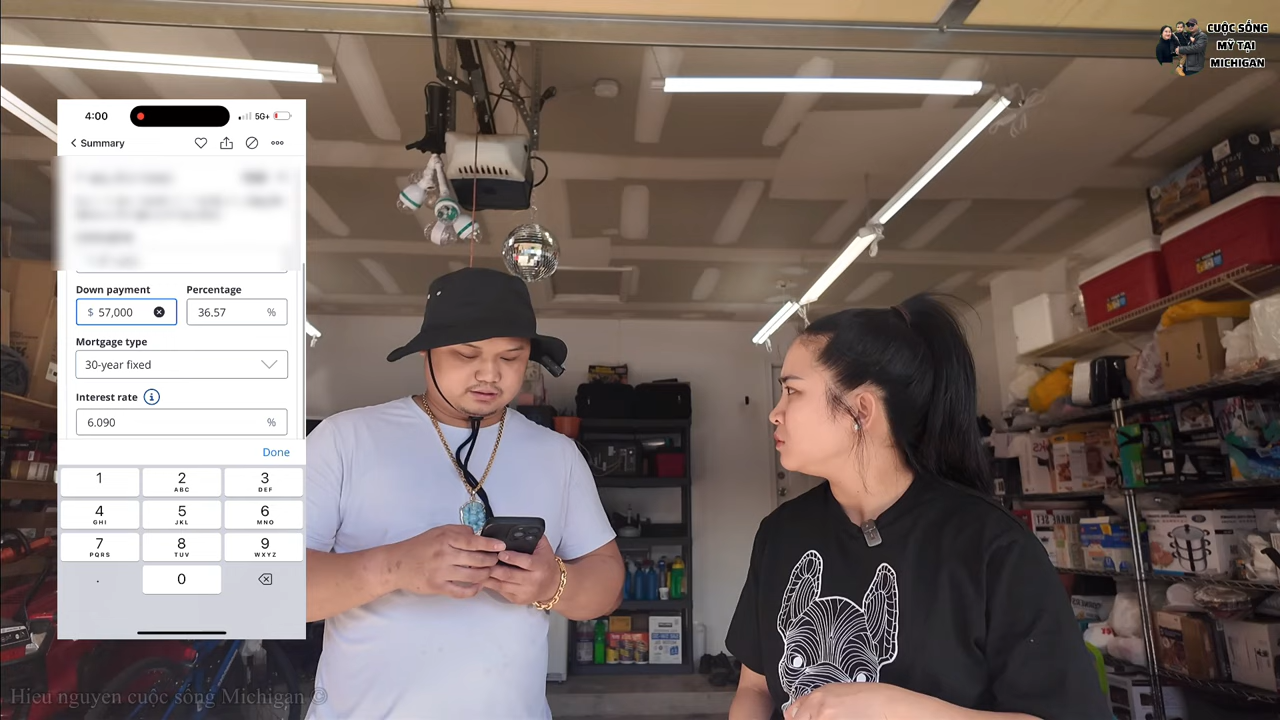 CUỘC SỐNG
MỸ TẠI
MICHIGAN
4:00
5G+
Summary
Down payment
Percentage
$ 57,000
36.57 %
Mortgage type
30-year fixed
Interest rate
6.090 %
Done
1
2
ABC
3
DEF
4
GHI
5
JKL
6
MNO
7
PQRS
8
TUV
9
WXYZ
.
0
Hieu nguyen cuộc sống Michigan ©